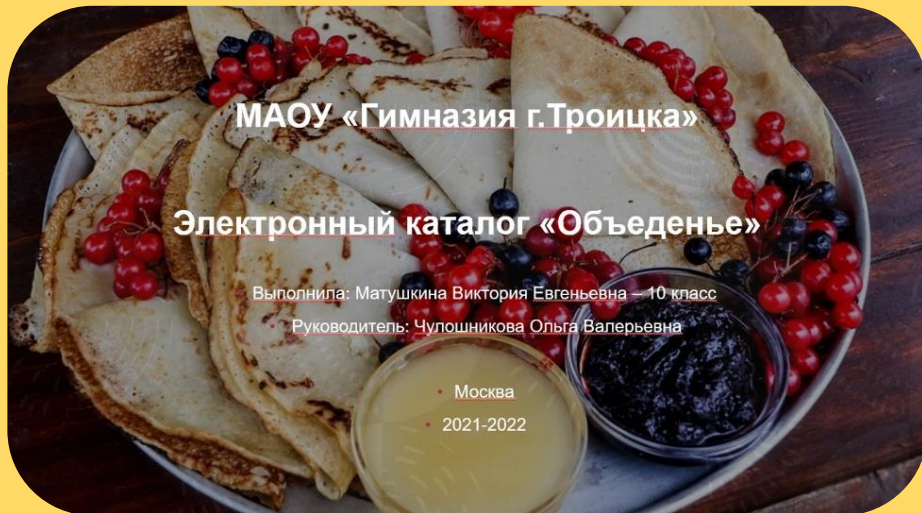 МАОУ «Гимназия г.Троицка»
Электронный каталог «Объеденье»
Выполнила: Матушкина Виктория Евгеньевна – 10 класс
Руководитель: Чулошникова Ольга Валерьевна
• Москва
• 2021-2022